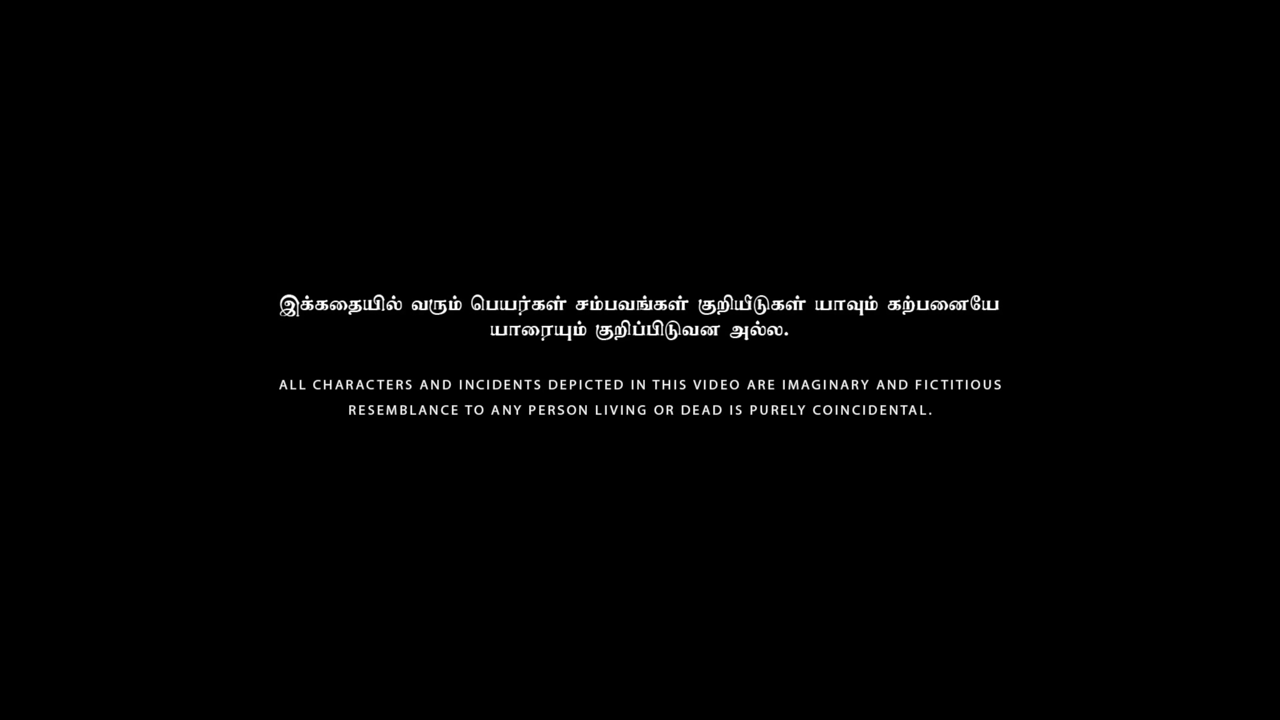 இக்கதையில் வரும் பெயர்கள் சம்பவங்கள் குறியீடுகள் யாவும் கற்பனையே
யாரையும் குறிப்பிடுவன அல்ல.
ALL CHARACTERS AND INCIDENTS DEPICTED IN THIS VIDEO ARE IMAGINARY AND FICTITIOUS
RESEMBLANCE TO ANY PERSON LIVING OR DEAD IS PURELY COINCIDENTAL.